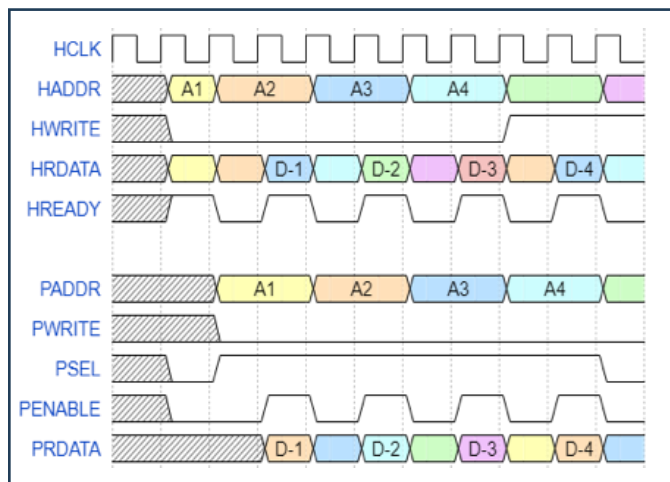 HCLK
HADDR A1 A2 A3 A4
HWRITE
HRDATA D-1 D-2 D-3 D-4
HREADY
PADDR A1 A2 A3 A4
PWRITE
PSEL
PENABLE
PRDATA D-1 D-2 D-3 D-4